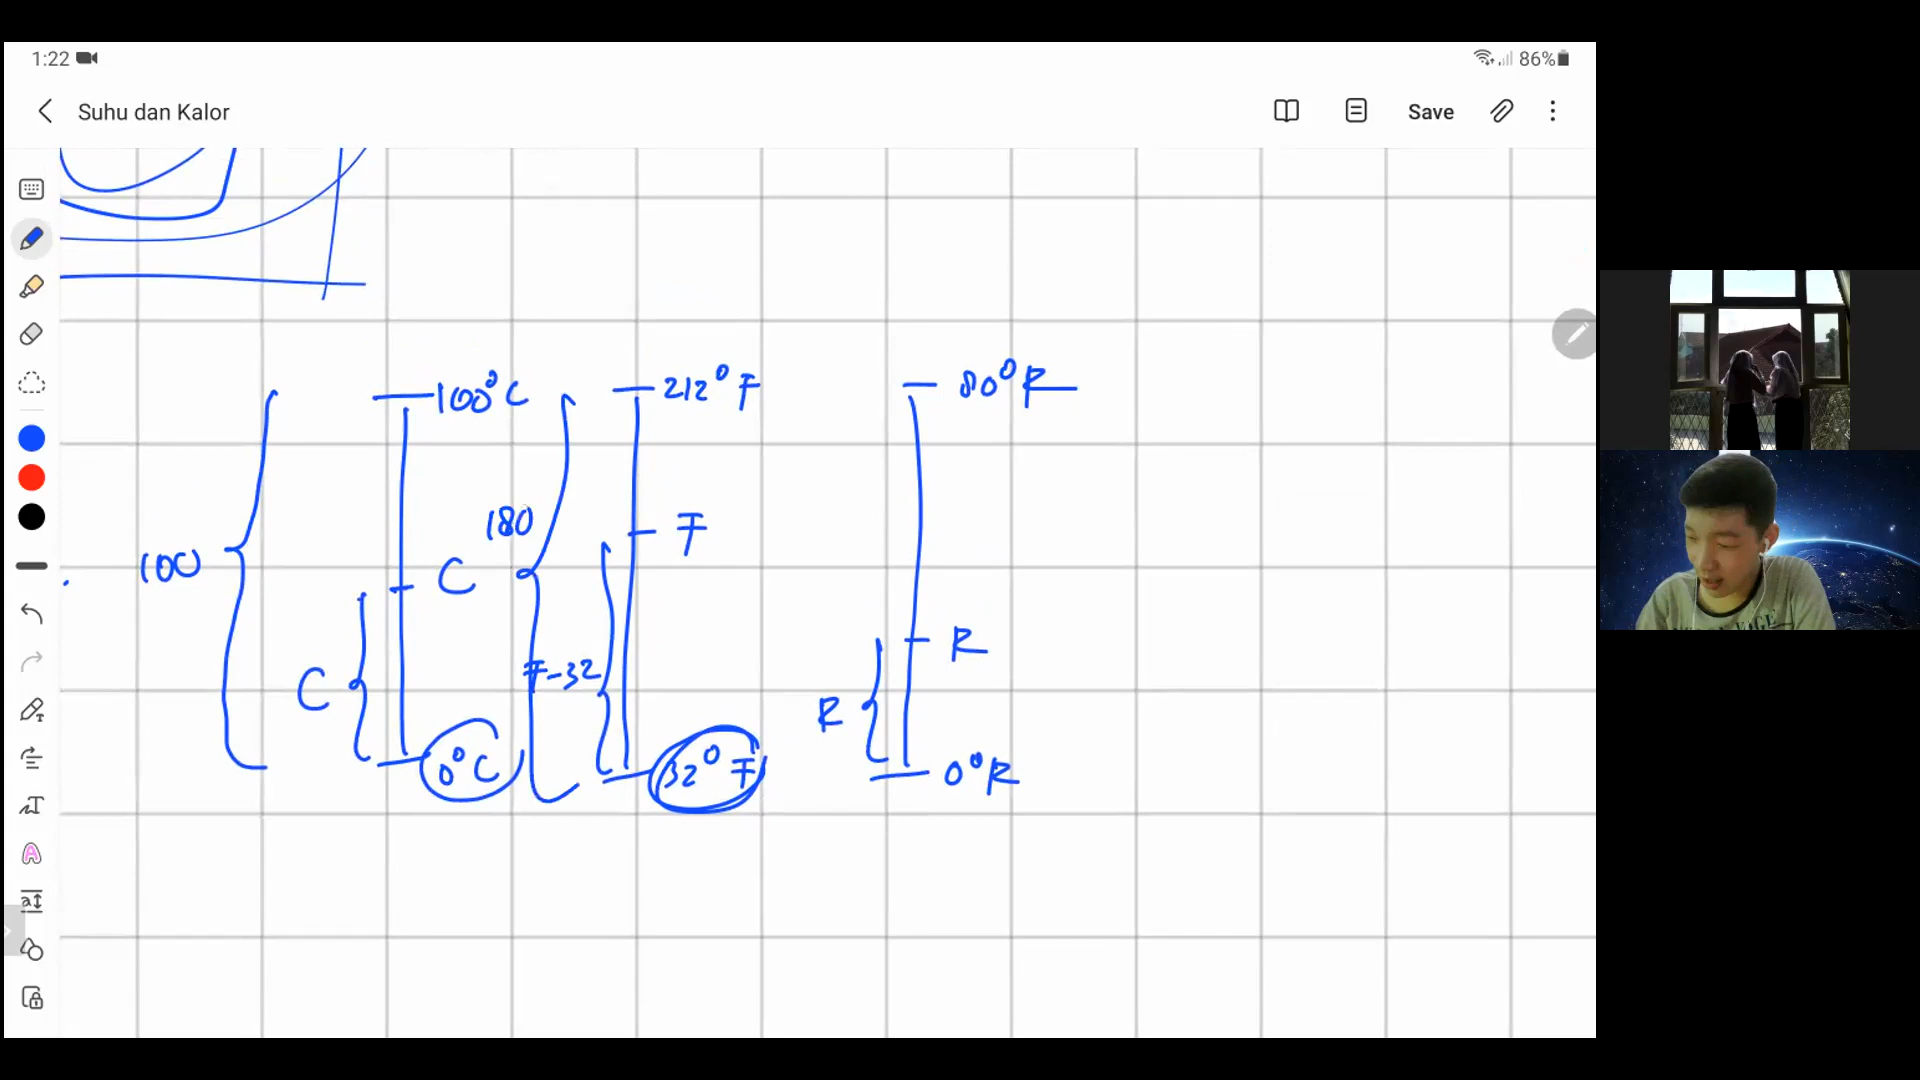 1:22
86%
Suhu dan Kalor
Save
100°C
212°F
80°R
180
F
100
C
R
F-32
C
R
0°C
32°F
0°R